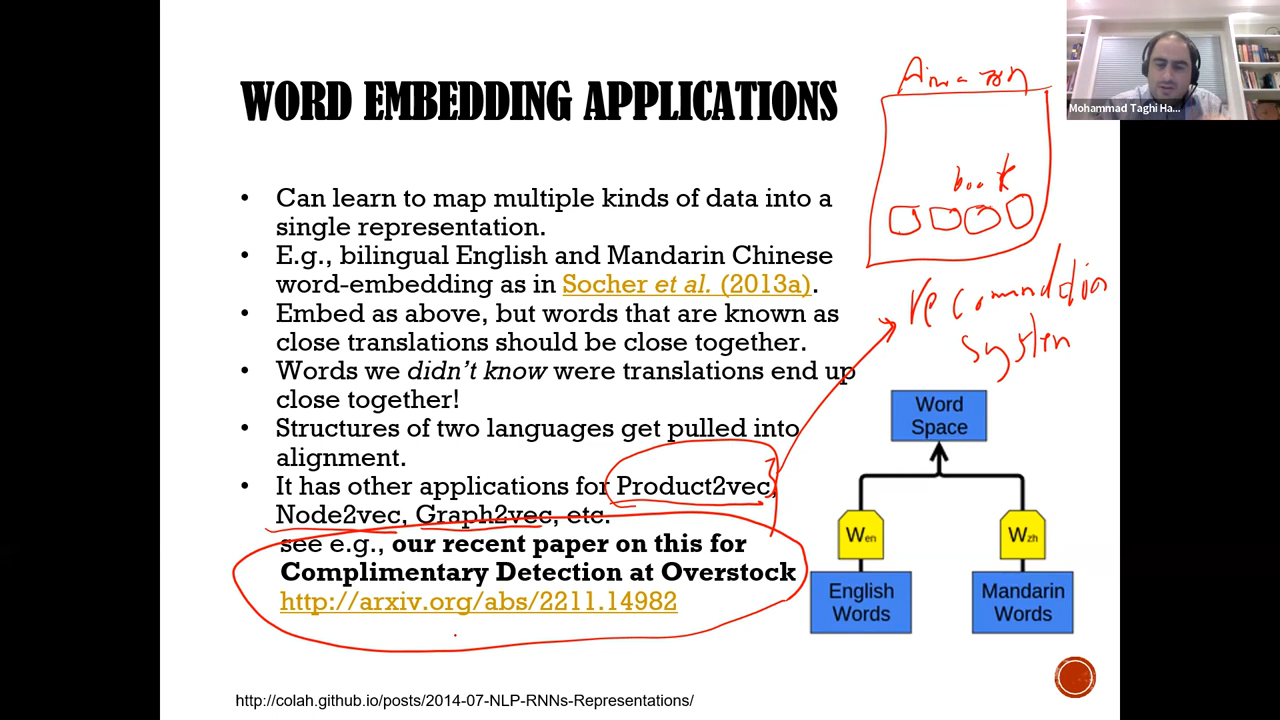 WORD EMBEDDING APPLICATIONS
• Can learn to map multiple kinds of data into a
single representation.
• E.g., bilingual English and Mandarin Chinese
word-embedding as in Socher et al. (2013a).
• Embed as above, but words that are known as
close translations should be close together.
• Words we didn't know were translations end up
close together!
• Structures of two languages get pulled into
alignment.
• It has other applications for Product2vec,
Node2vec, Graph2vec, etc.
see e.g., our recent paper on this for
Complimentary Detection at Overstock
http://arxiv.org/abs/2211.14982
http://colah.github.io/posts/2014-07-NLP-RNNs-Representations/
Amazon
book
recommndation
system
Word
Space
Wen
Wzh
English
Words
Mandarin
Words
Mohammad Taghi Ha...